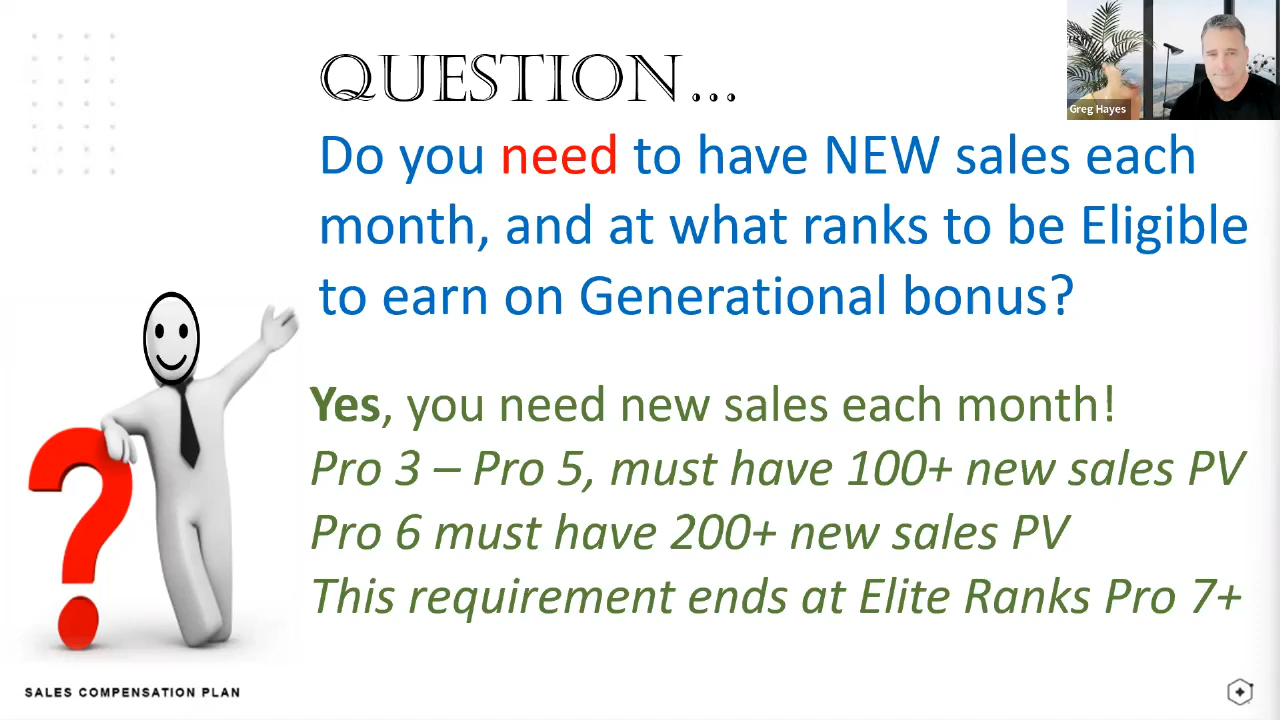 QUESTION...
Greg Hayes
Do you need to have NEW sales each
month, and at what ranks to be Eligible
to earn on Generational bonus?
Yes, you need new sales each month!
Pro 3 – Pro 5, must have 100+ new sales PV
Pro 6 must have 200+ new sales PV
This requirement ends at Elite Ranks Pro 7+
?
SALES COMPENSATION PLAN